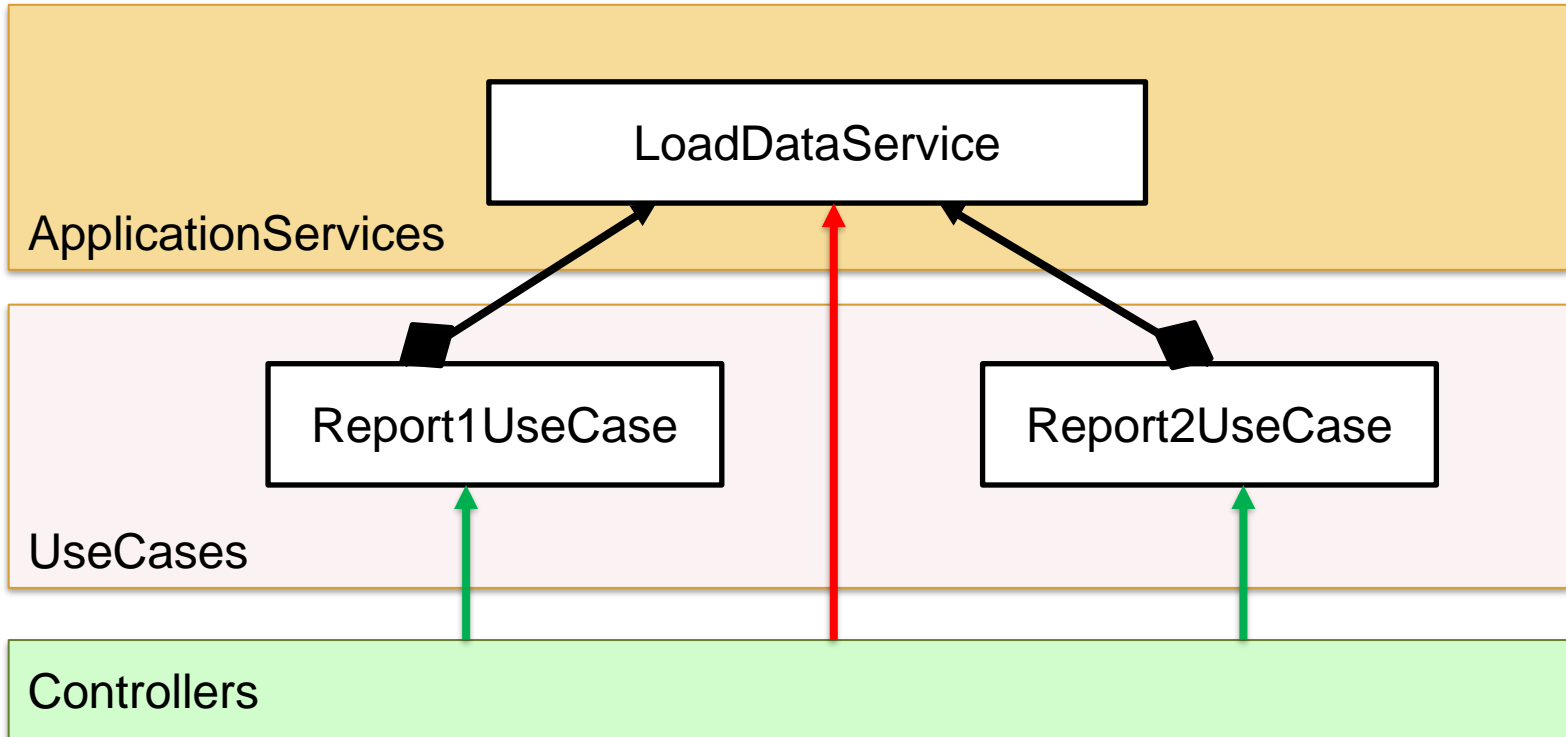 LoadDataService
ApplicationServices
Report1UseCase
Report2UseCase
UseCases
Controllers